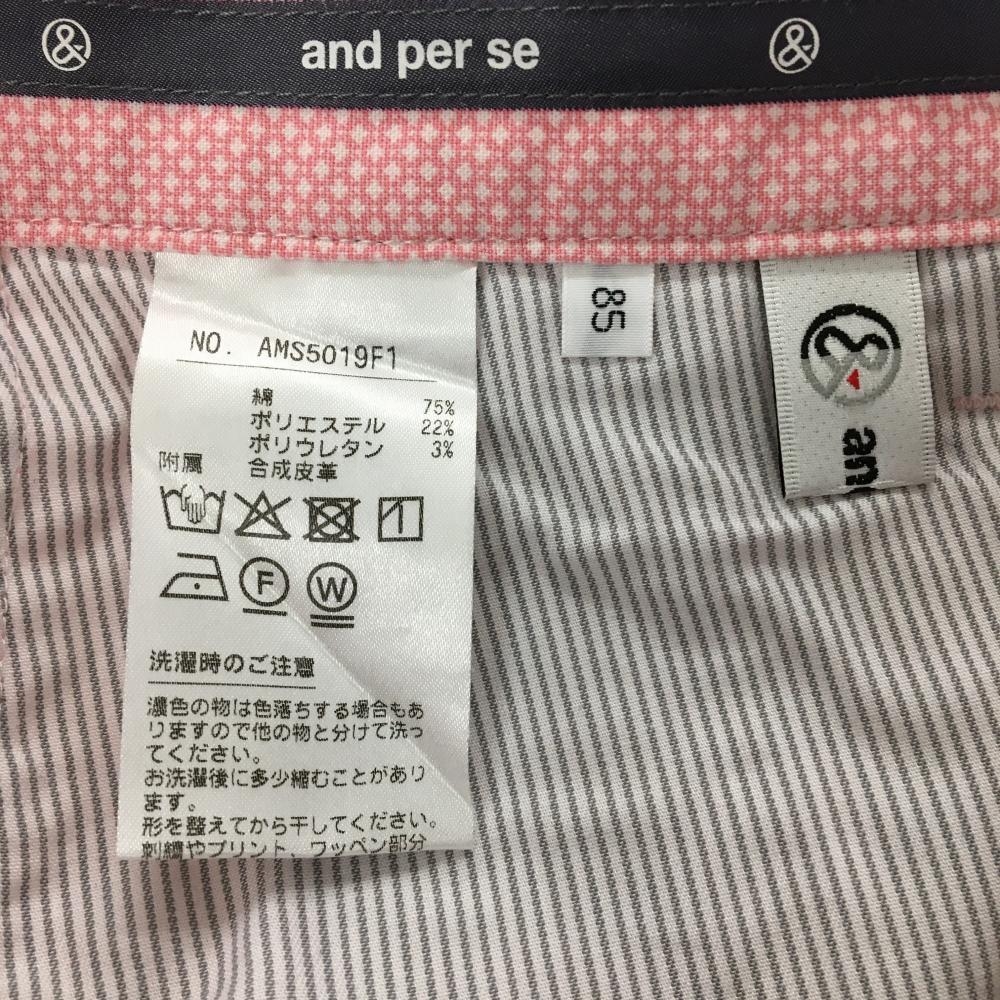 &
and per se
&
NO. AMS5019F1
綿 75%
ポリエステル 22%
ポリウレタン 3%
附属 合成皮革
F
W
洗濯時のご注意
濃色の物は色落ちする場合もあ
りますので他の物と分けて洗っ
てください。
お洗濯後に多少縮むことがあり
ます。
形を整えてから干してください。
刺繍やプリント、ワッペン部分
85
&
an